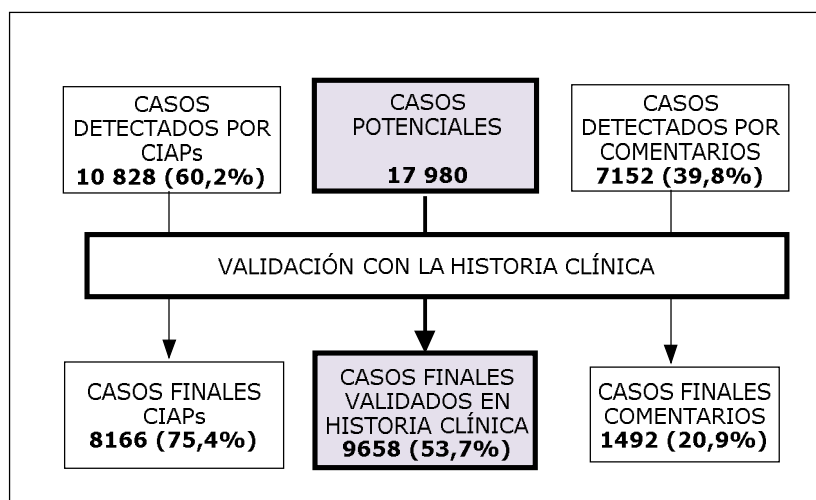 CASOS
DETECTADOS POR
CIAPs
10 828 (60,2%)
CASOS
POTENCIALES
17 980
CASOS
DETECTADOS POR
COMENTARIOS
7152 (39,8%)
VALIDACIÓN CON LA HISTORIA CLÍNICA
CASOS FINALES
CIAPs
8166 (75,4%)
CASOS FINALES
VALIDADOS EN
HISTORIA CLÍNICA
9658 (53,7%)
CASOS FINALES
COMENTARIOS
1492 (20,9%)